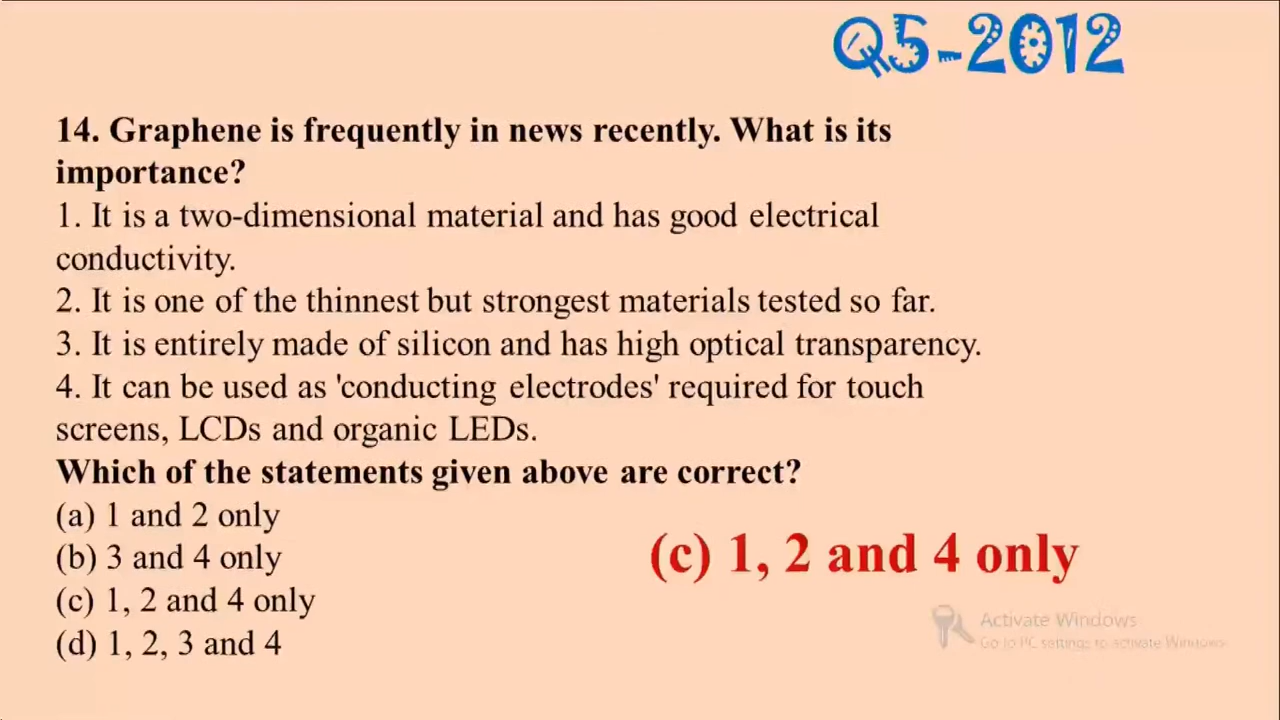 Q5-2012
14. Graphene is frequently in news recently. What is its
importance?
1. It is a two-dimensional material and has good electrical
conductivity.
2. It is one of the thinnest but strongest materials tested so far.
3. It is entirely made of silicon and has high optical transparency.
4. It can be used as 'conducting electrodes' required for touch
screens, LCDs and organic LEDs.
Which of the statements given above are correct?
(a) 1 and 2 only
(b) 3 and 4 only
(c) 1, 2 and 4 only
(d) 1, 2, 3 and 4
(c) 1, 2 and 4 only
Activate Windows
Go to PC settings to activate Windows.